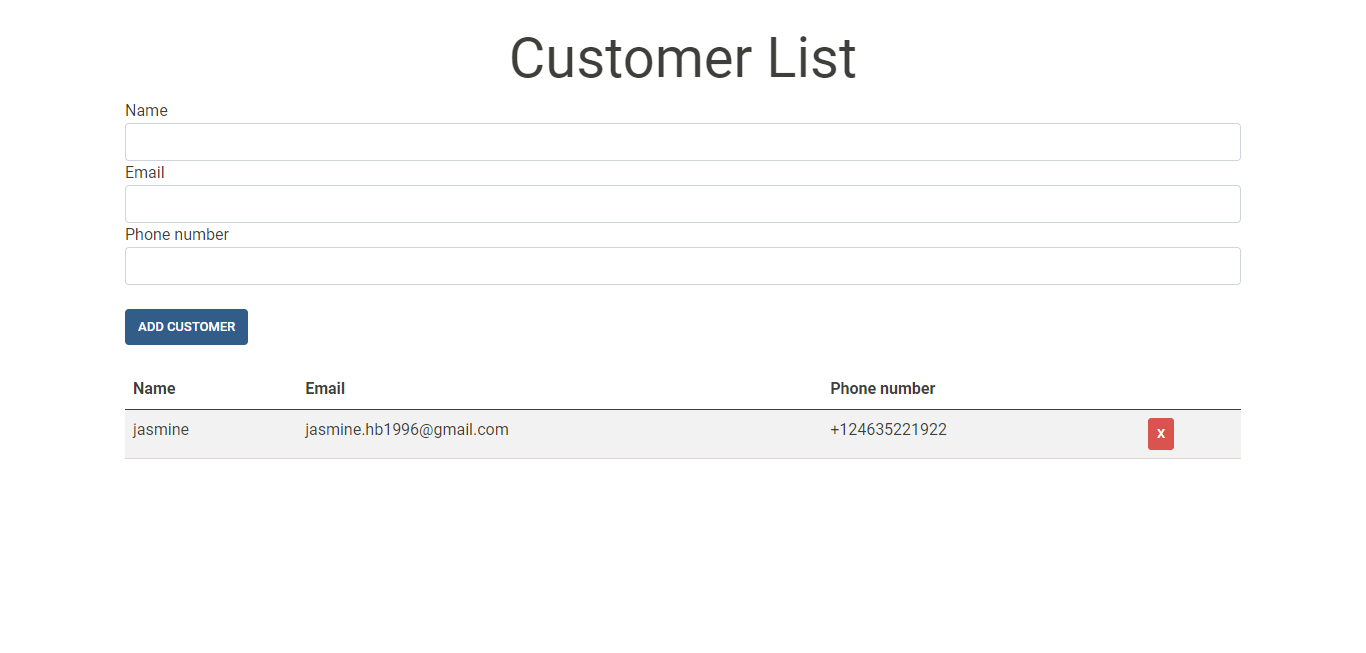 Customer List
Name
Email
Phone number
ADD CUSTOMER
Name Email Phone number
jasmine jasmine.hb1996@gmail.com +124635221922 X